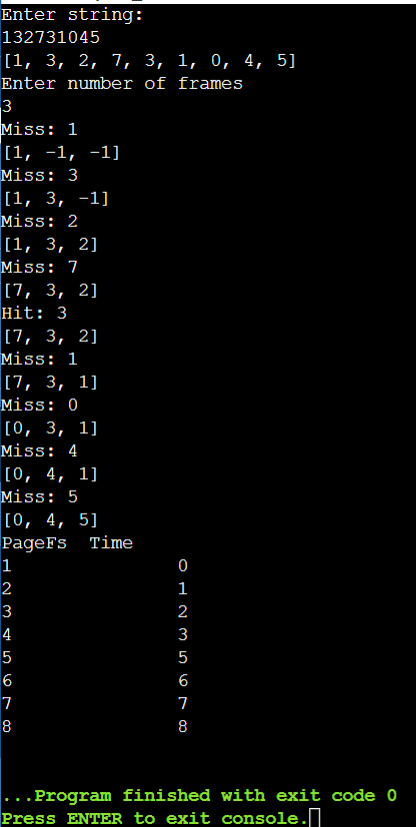 Enter string:
132731045
[1, 3, 2, 7, 3, 1, 0, 4, 5]
Enter number of frames
3
Miss: 1
[1, -1, -1]
Miss: 3
[1, 3, -1]
Miss: 2
[1, 3, 2]
Miss: 7
[7, 3, 2]
Hit: 3
[7, 3, 2]
Miss: 1
[7, 3, 1]
Miss: 0
[0, 3, 1]
Miss: 4
[0, 4, 1]
Miss: 5
[0, 4, 5]
PageFs  Time
1 0
2 1
3 2
4 3
5 5
6 6
7 7
8 8
...Program finished with exit code 0
Press ENTER to exit console.